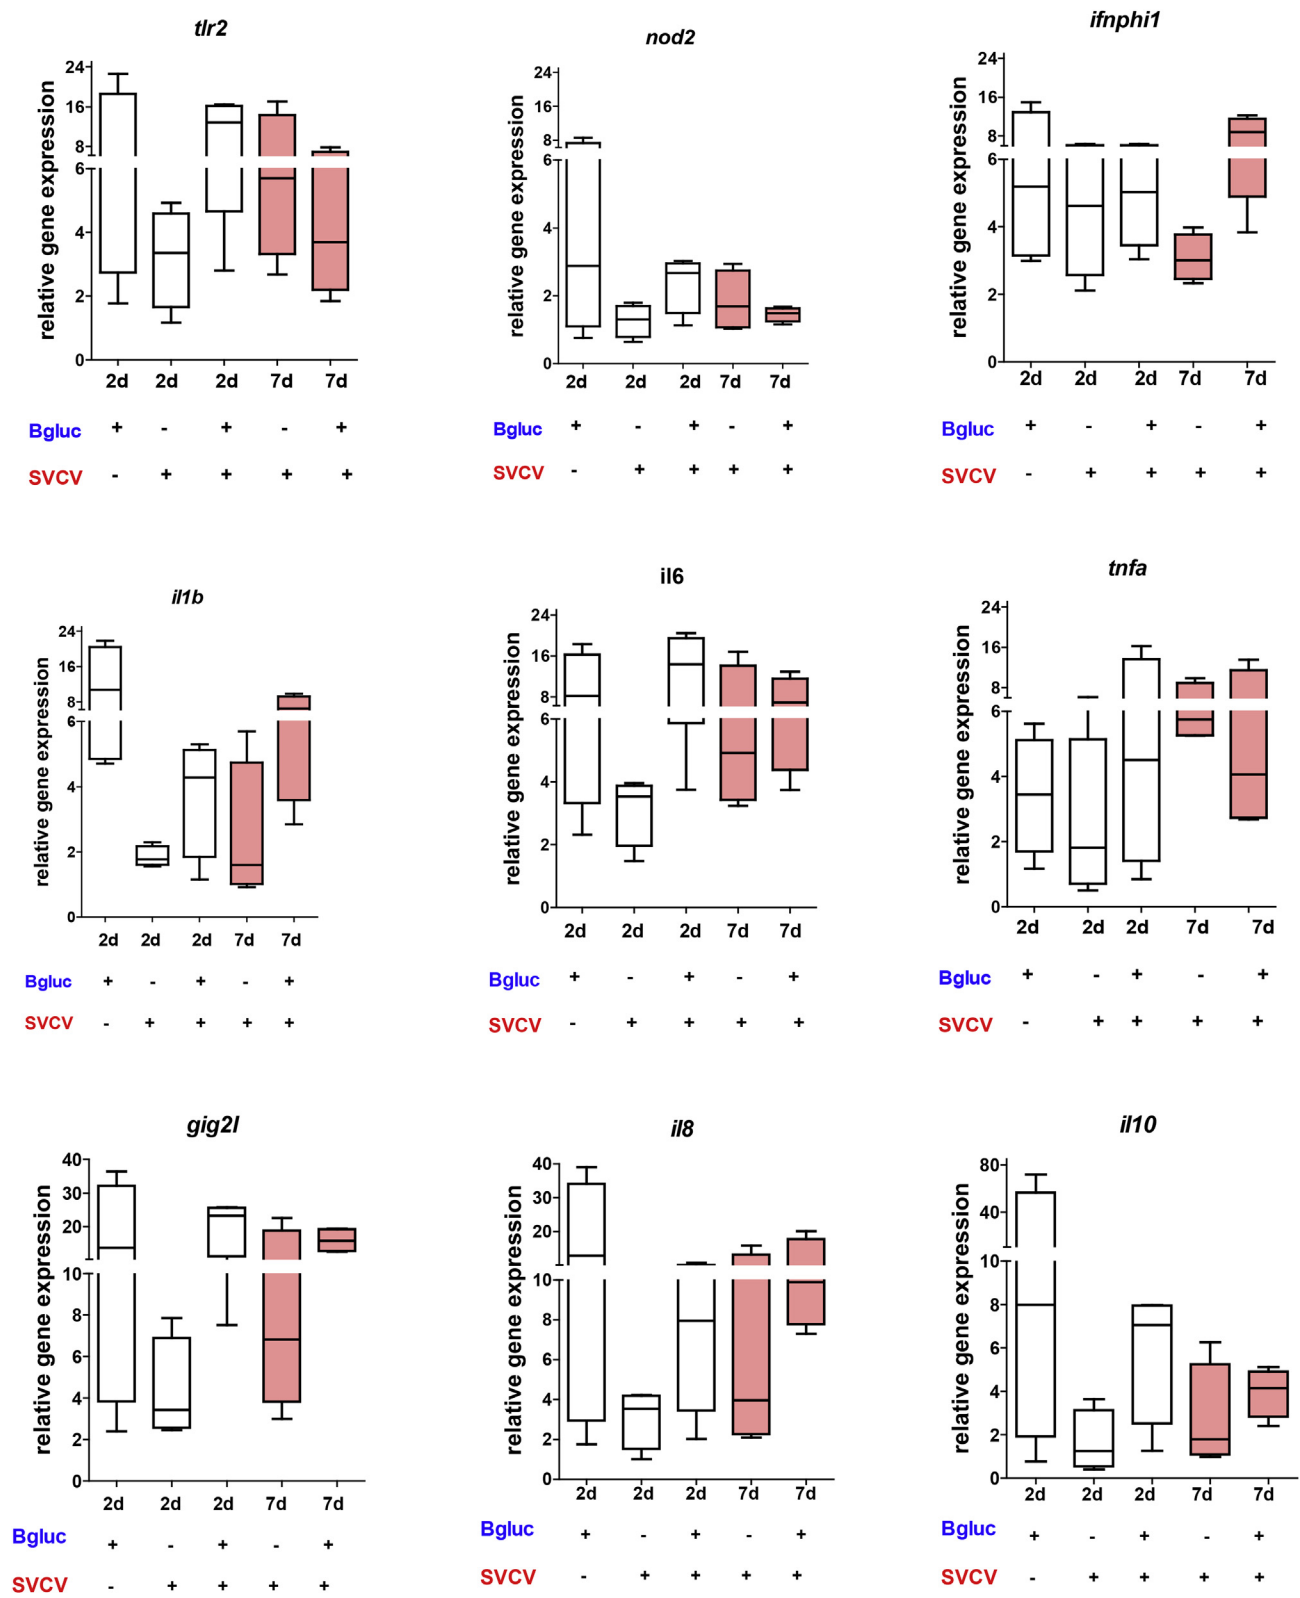 tlr2
relative gene expression
24
16
8
6
4
2
0
2d 2d 2d 7d 7d
Bgluc + - + - +
SVCV - + + + +
nod2
relative gene expression
24
16
8
6
4
2
0
2d 2d 2d 7d 7d
Bgluc + - + - +
SVCV - + + + +
ifnphi1
relative gene expression
24
16
8
6
4
2
0
2d 2d 2d 7d 7d
Bgluc + - + - +
SVCV - + + + +
il1b
relative gene expression
24
16
8
6
4
2
0
2d 2d 2d 7d 7d
Bgluc + - + - +
SVCV - + + + +
il6
relative gene expression
24
16
8
6
4
2
0
2d 2d 2d 7d 7d
Bgluc + - + - +
SVCV - + + + +
tnfa
relative gene expression
24
16
8
6
4
2
0
2d 2d 2d 7d 7d
Bgluc + - + - +
SVCV - + + + +
gig2l
relative gene expression
40
30
20
10
8
6
4
2
0
2d 2d 2d 7d 7d
Bgluc + - + - +
SVCV - + + + +
il8
relative gene expression
40
30
20
10
8
6
4
2
0
2d 2d 2d 7d 7d
Bgluc + - + - +
SVCV - + + + +
il10
relative gene expression
80
40
10
8
6
4
2
0
2d 2d 2d 7d 7d
Bgluc + - + - +
SVCV - + + + +